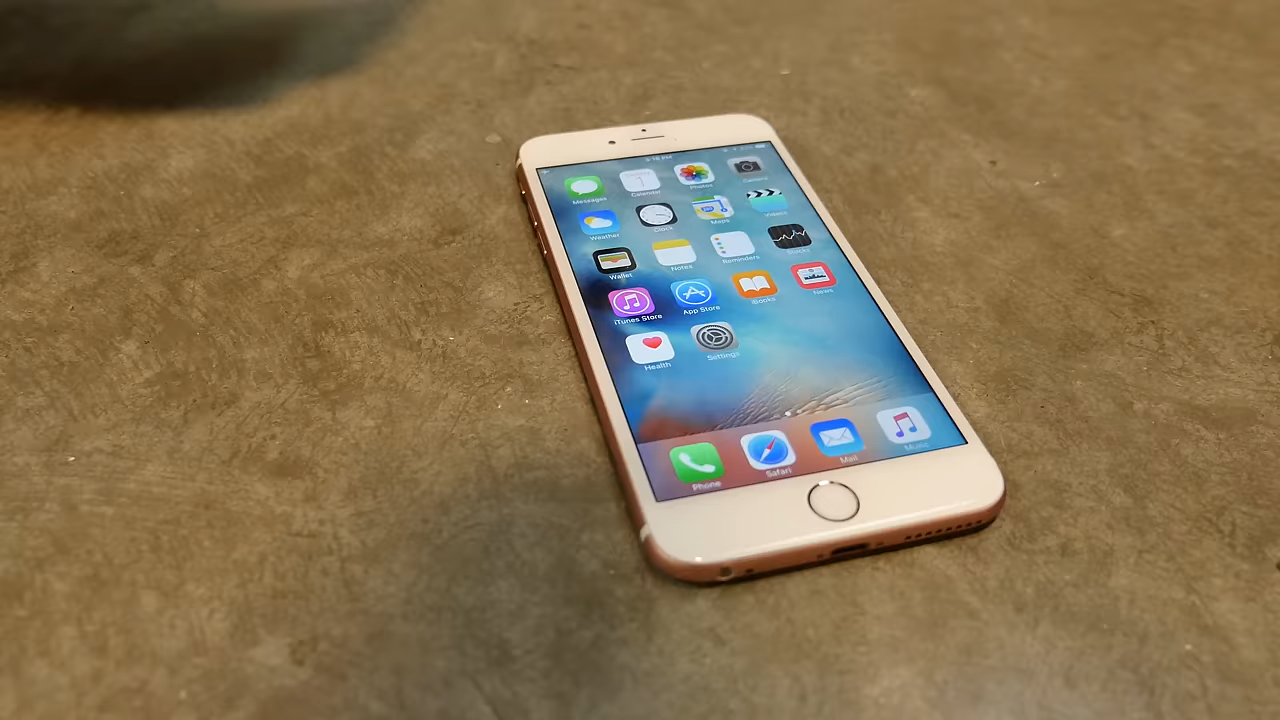 Messages Calendar Photos Camera
Weather Clock Maps Videos
Wallet Notes Reminders Stocks
iTunes Store App Store iBooks News
Health Settings
Phone Safari Mail Music